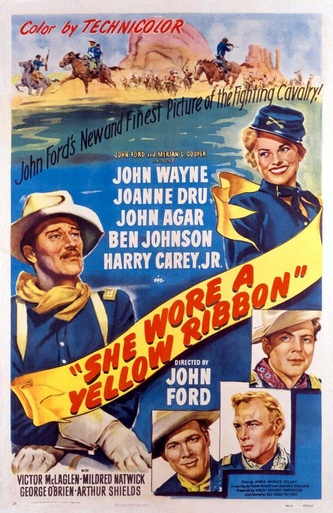 Color by TECHNICOLOR
John Ford's New and Finest Picture of the Fighting Cavalry!
JOHN FORD AND MERIAN C. COOPER
JOHN WAYNE
JOANNE DRU
JOHN AGAR
BEN JOHNSON
HARRY CAREY, JR.
in
"SHE WORE A
YELLOW RIBBON"
DIRECTED BY
JOHN
FORD
WITH
VICTOR McLAGLEN • MILDRED NATWICK
GEORGE O'BRIEN • ARTHUR SHIELDS